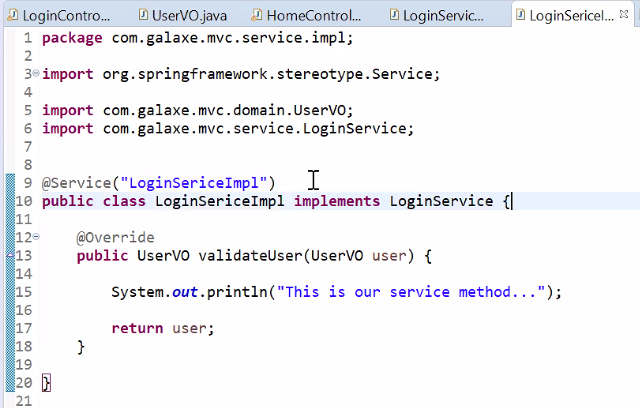 LoginContro... UserVO.java HomeControl... LoginServic... LoginSericeI...
1 package com.galaxe.mvc.service.impl;
2
3 import org.springframework.stereotype.Service;
4
5 import com.galaxe.mvc.domain.UserVO;
6 import com.galaxe.mvc.service.LoginService;
7
8
9 @Service("LoginSericeImpl")
10 public class LoginSericeImpl implements LoginService {
11
12 @Override
13 public UserVO validateUser(UserVO user) {
14
15 System.out.println("This is our service method...");
16
17 return user;
18 }
19
20 }
21